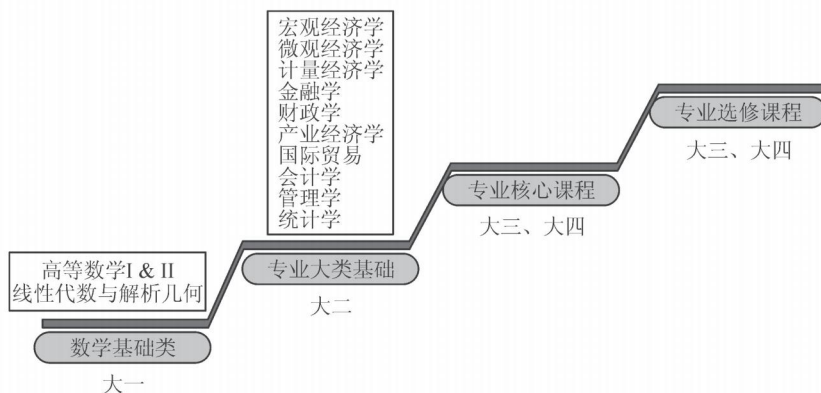 高等数学I & II
线性代数与解析几何
数学基础类
大一
宏观经济学
微观经济学
计量经济学
金融学
财政学
产业经济学
国际贸易
会计学
管理学
统计学
专业大类基础
大二
专业核心课程
大三、大四
专业选修课程
大三、大四